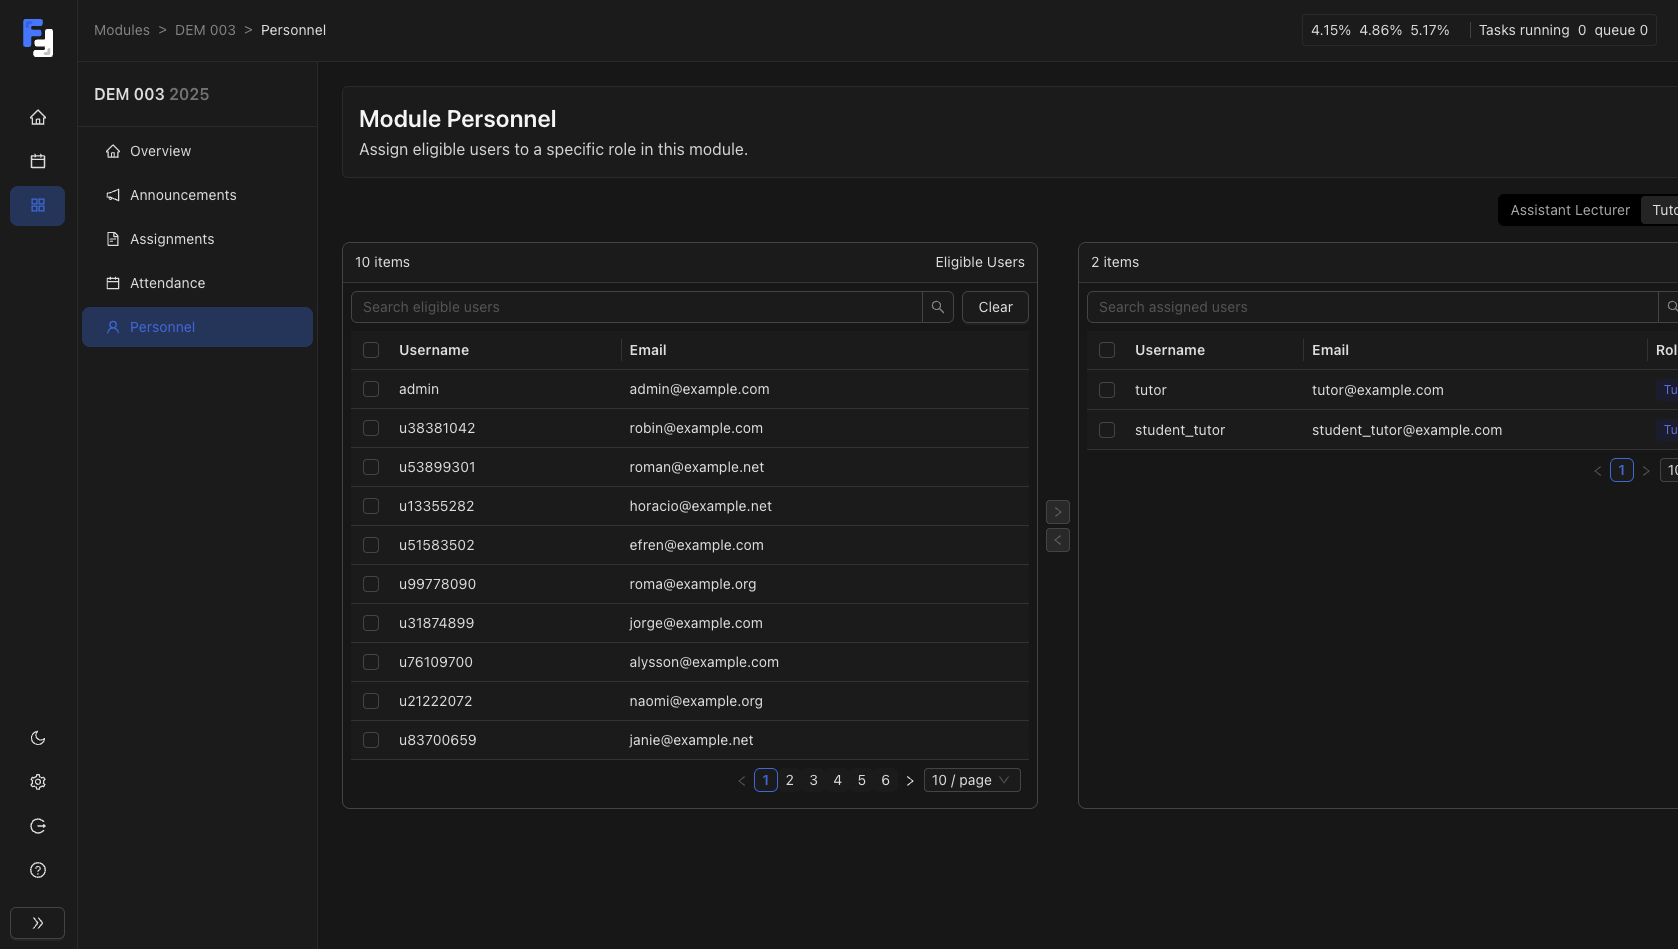 Modules > DEM 003 > Personnel
4.15% 4.86% 5.17% Tasks running 0 queue 0
DEM 003 2025
Overview
Announcements
Assignments
Attendance
Personnel
Module Personnel
Assign eligible users to a specific role in this module.
Assistant Lecturer
10 items Eligible Users
Search eligible users Clear
Username Email
admin admin@example.com
u38381042 robin@example.com
u53899301 roman@example.net
u13355282 horacio@example.net
u51583502 efren@example.com
u99778090 roma@example.org
u31874899 jorge@example.com
u76109700 alysson@example.com
u21222072 naomi@example.org
u83700659 janie@example.net
< 1 2 3 4 5 6 > 10 / page
> 
<
2 items
Search assigned users
Username Email
tutor tutor@example.com
student_tutor student_tutor@example.com
< 1 > 10